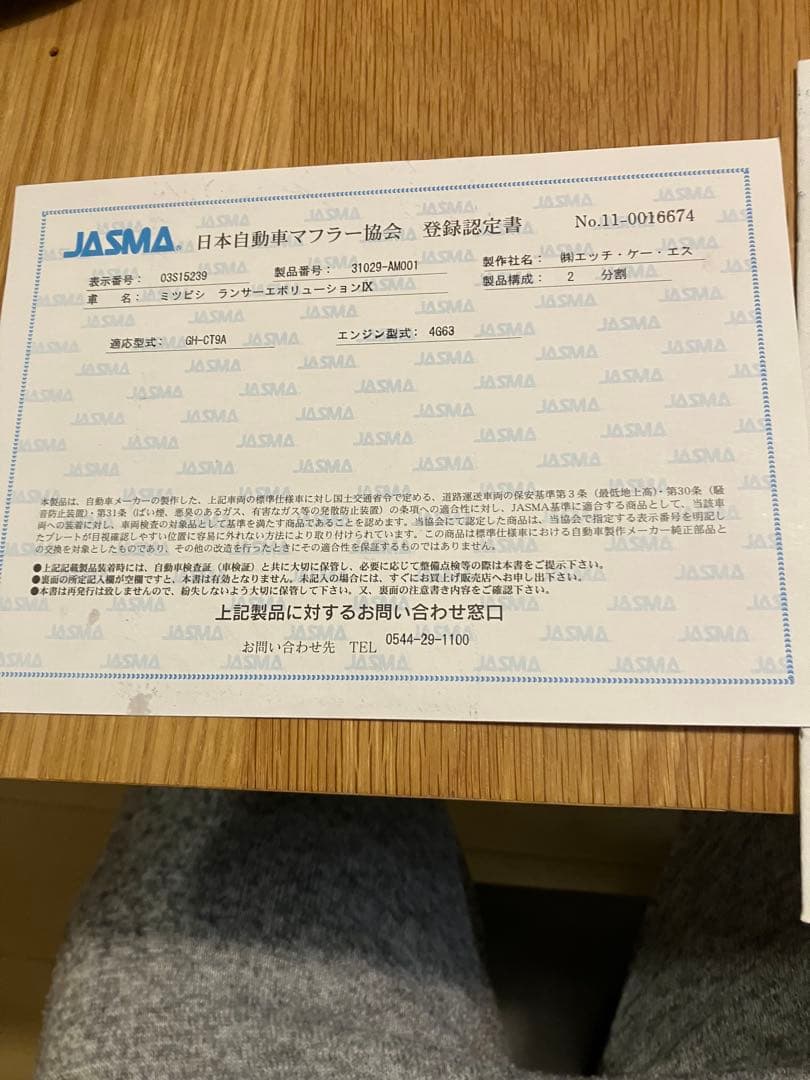 JASMA® 日本自動車マフラー協会 登録認定書 No.11-0016674
表示番号： 03S15239 製品番号： 31029-AM001 製作社名： ㈱エッチ・ケー・エス
車 名： ミツビシ ランサーエボリューションⅨ 製品構成： 2 分割
適応型式： GH-CT9A エンジン型式： 4G63
本製品は、自動車メーカーの製作した、上記車両の標準仕様車に対し国土交通省令で定める、道路運送車両の保安基準第３条（最低地上高）・第30条（騒
音防止装置）・第31条（ばい煙、悪臭のあるガス、有害なガス等の発散防止装置）の条項への適合性に対し、JASMA基準に適合する商品として、当該車
両への装着に対し、車両検査の対象品として基準を満たす商品であることを認めます。当協会にて認定した商品は、当協会で指定する表示番号を明記し
たプレートが目視確認しやすい位置に容易に外れない方法により取り付けられています。この商品は標準仕様車における自動車製作メーカー純正部品と
の交換を対象としたものであり、その他の改造を行ったときにその適合性を保証するものではありません。
●上記記載製品装着時には、自動車検査証（車検証）と共に大切に保管し、必要に応じて整備点検等の際は本書をご提示下さい。
●裏面の所定記入欄が空欄ですと、本書は有効となりません。未記入の場合には、すぐにお買上げ販売店へお申し出下さい。
●本書は再発行は致しませんので、紛失しないよう大切に保管して下さい。又、裏面の注意書き内容をご確認下さい。
上記製品に対するお問い合わせ窓口
お問い合わせ先 TEL 0544-29-1100